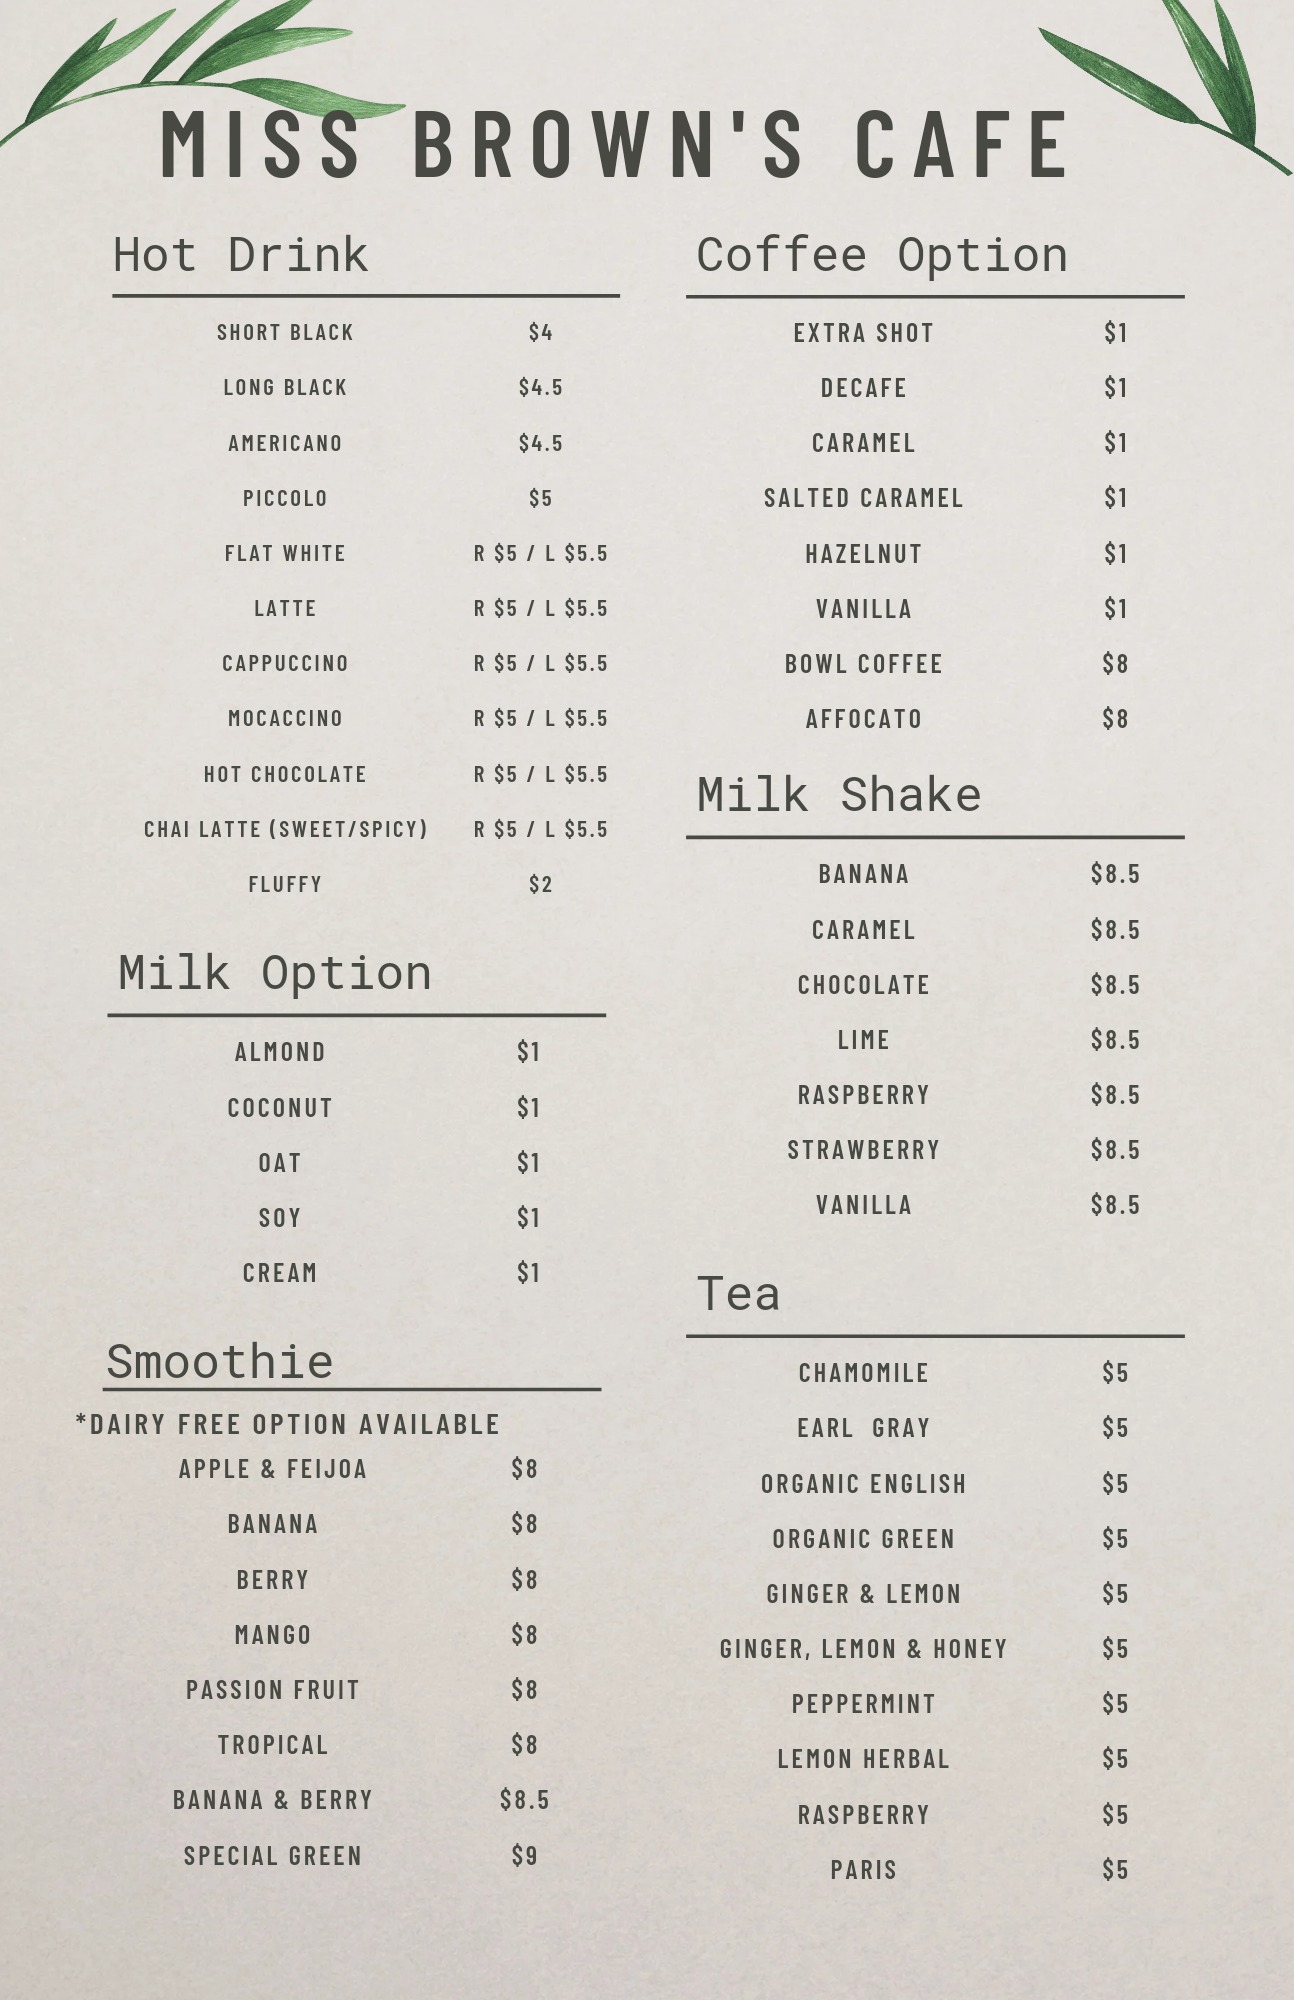 MISS BROWN'S CAFE
Hot Drink
SHORT BLACK $4
LONG BLACK $4.5
AMERICANO $4.5
PICCOLO $5
FLAT WHITE R $5 / L $5.5
LATTE R $5 / L $5.5
CAPPUCCINO R $5 / L $5.5
MOCACCINO R $5 / L $5.5
HOT CHOCOLATE R $5 / L $5.5
CHAI LATTE (SWEET/SPICY) R $5 / L $5.5
FLUFFY $2
Milk Option
ALMOND $1
COCONUT $1
OAT $1
SOY $1
CREAM $1
Smoothie
*DAIRY FREE OPTION AVAILABLE
APPLE & FEIJOA $8
BANANA $8
BERRY $8
MANGO $8
PASSION FRUIT $8
TROPICAL $8
BANANA & BERRY $8.5
SPECIAL GREEN $9
Coffee Option
EXTRA SHOT $1
DECAFE $1
CARAMEL $1
SALTED CARAMEL $1
HAZELNUT $1
VANILLA $1
BOWL COFFEE $8
AFFOCATO $8
Milk Shake
BANANA $8.5
CARAMEL $8.5
CHOCOLATE $8.5
LIME $8.5
RASPBERRY $8.5
STRAWBERRY $8.5
VANILLA $8.5
Tea
CHAMOMILE $5
EARL GRAY $5
ORGANIC ENGLISH $5
ORGANIC GREEN $5
GINGER & LEMON $5
GINGER, LEMON & HONEY $5
PEPPERMINT $5
LEMON HERBAL $5
RASPBERRY $5
PARIS $5